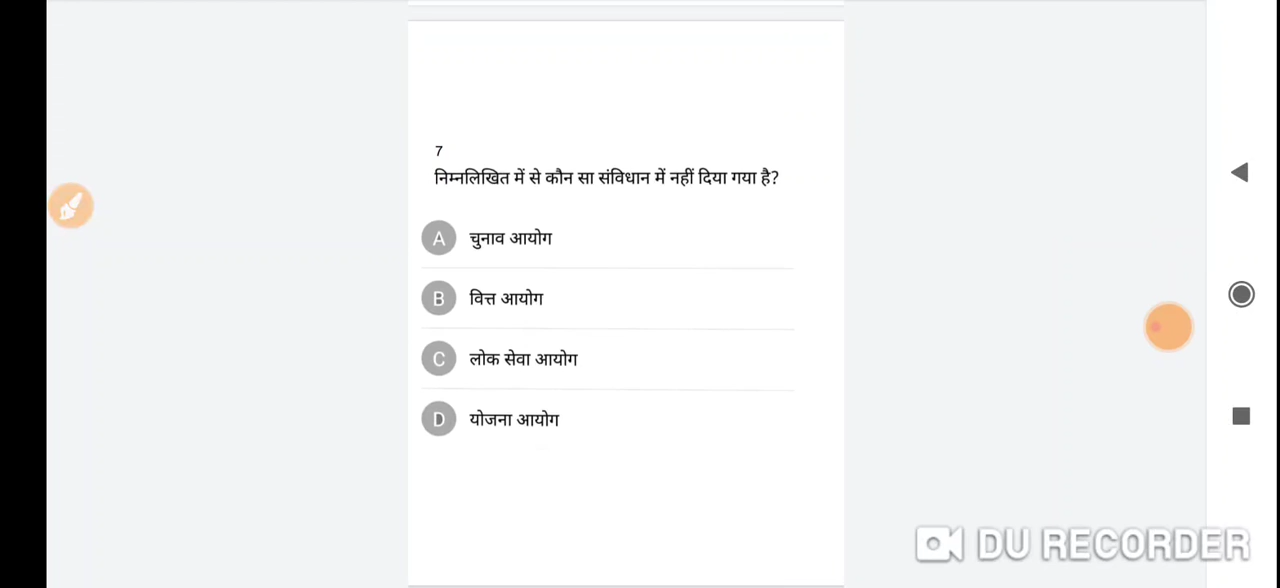 7
निम्नलिखित में से कौन सा संविधान में नहीं दिया गया है?
A चुनाव आयोग
B वित्त आयोग
C लोक सेवा आयोग
D योजना आयोग
DU RECORDER